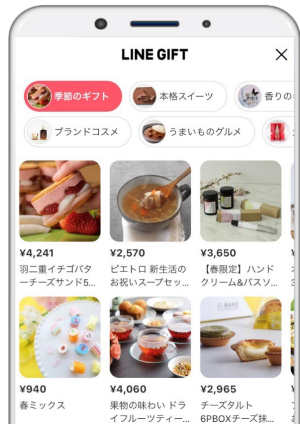 LINE GIFT
季節のギフト
本格スイーツ
香りの
ブランドコスメ
うまいものグルメ
¥4,241
羽二重イチゴバタ
ーチーズサンド5...
¥2,570
ピエトロ 新生活の
お祝いスープセッ...
¥3,650
【春限定】ハンド
クリーム&バスソ...
¥940
春ミックス
¥4,060
果物の味わい ドラ
イフルーツティー...
¥2,965
チーズタルト
6PBOXチーズ抹...